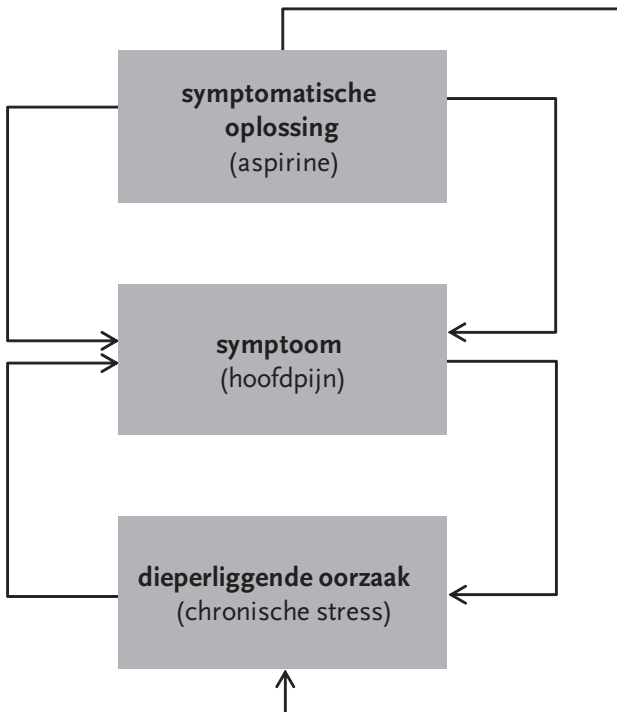 symptomatische
oplossing
(aspirine)
symptoom
(hoofdpijn)
dieperliggende oorzaak
(chronische stress)